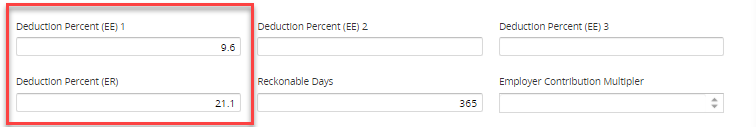 Deduction Percent (EE) 1 Deduction Percent (EE) 2 Deduction Percent (EE) 3
9.6
Deduction Percent (ER) Reckonable Days Employer Contribution Multipler
21.1 365